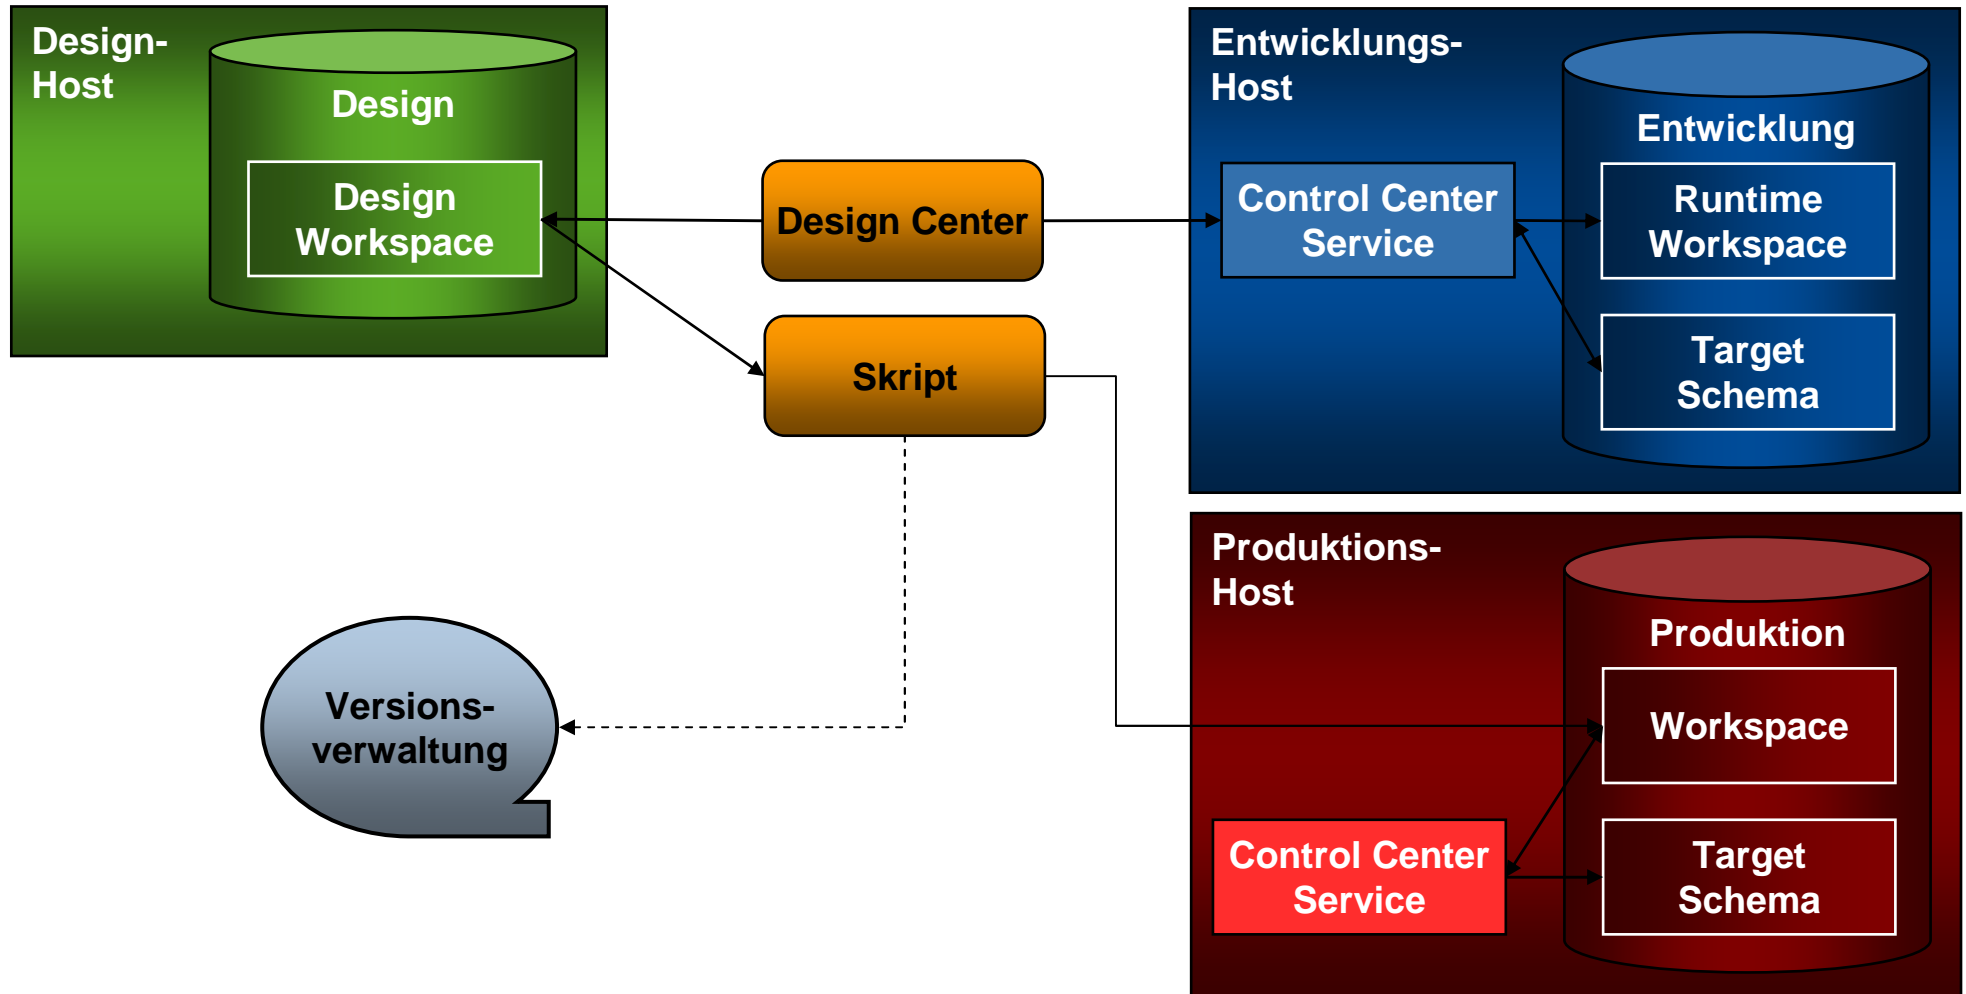 Design-
Host
Design
Design
Workspace
Design Center
Skript
Versions-
verwaltung
Entwicklungs-
Host
Entwicklung
Control Center
Service
Runtime
Workspace
Target
Schema
Produktions-
Host
Produktion
Workspace
Control Center
Service
Target
Schema